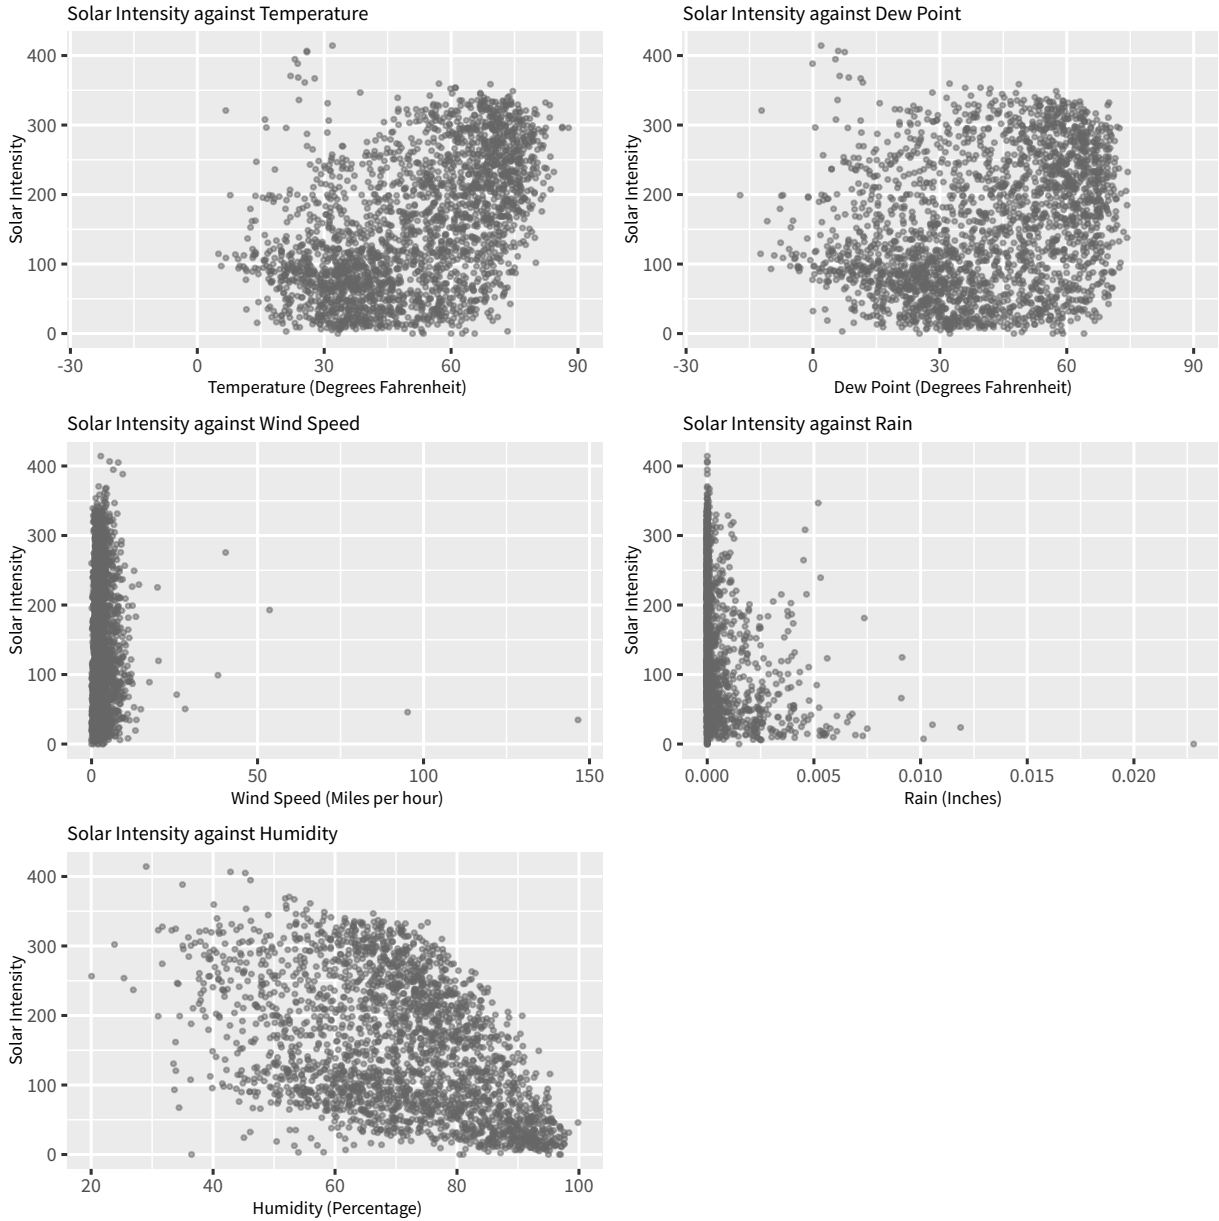 Solar Intensity against Temperature
Solar Intensity
400
300
200
100
0
-30 0 30 60 90
Temperature (Degrees Fahrenheit)
Solar Intensity against Dew Point
Solar Intensity
400
300
200
100
0
-30 0 30 60 90
Dew Point (Degrees Fahrenheit)
Solar Intensity against Wind Speed
Solar Intensity
400
300
200
100
0
0 50 100 150
Wind Speed (Miles per hour)
Solar Intensity against Rain
Solar Intensity
400
300
200
100
0
0.000 0.005 0.010 0.015 0.020
Rain (Inches)
Solar Intensity against Humidity
Solar Intensity
400
300
200
100
0
20 40 60 80 100
Humidity (Percentage)